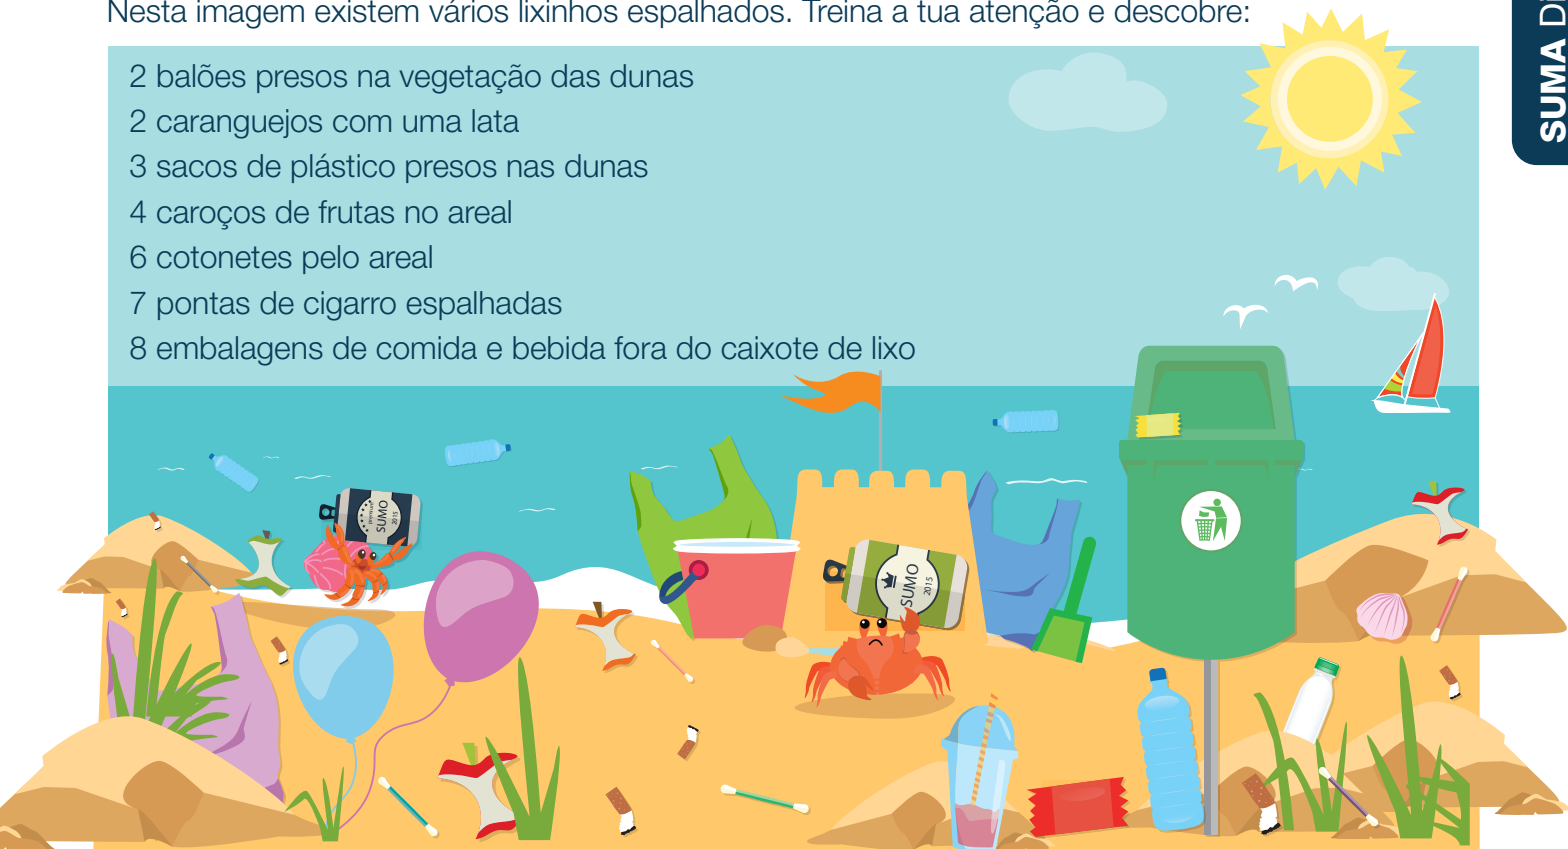 Nesta imagem existem vários lixinhos espalhados. Treina a tua atenção e descobre:
2 balões presos na vegetação das dunas
2 caranguejos com uma lata
3 sacos de plástico presos nas dunas
4 caroços de frutas no areal
6 cotonetes pelo areal
7 pontas de cigarro espalhadas
8 embalagens de comida e bebida fora do caixote de lixo
SUMA
premium
SUMO
2015
SUMO
2015